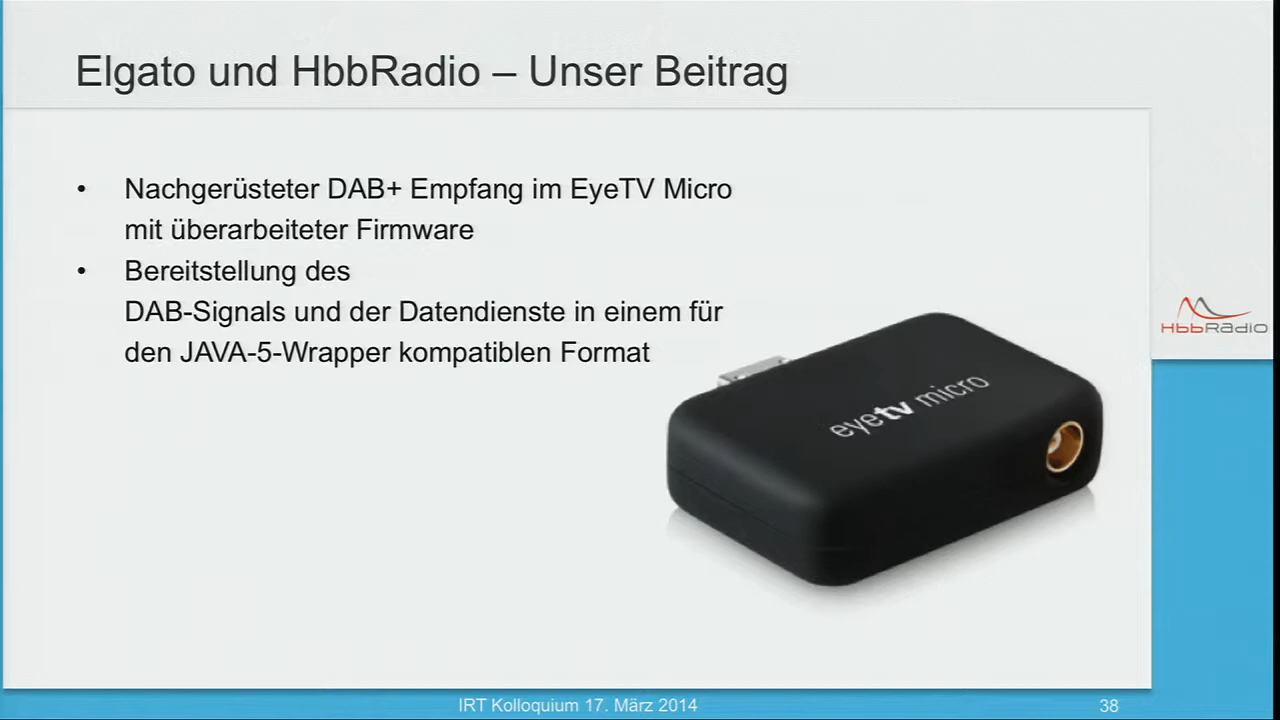 Elgato und HbbRadio – Unser Beitrag
• Nachgerüsteter DAB+ Empfang im EyeTV Micro
mit überarbeiteter Firmware
• Bereitstellung des
DAB-Signals und der Datendienste in einem für
den JAVA-5-Wrapper kompatiblen Format
HbbRadio
eyetv micro
IRT Kolloquium 17. März 2014
38